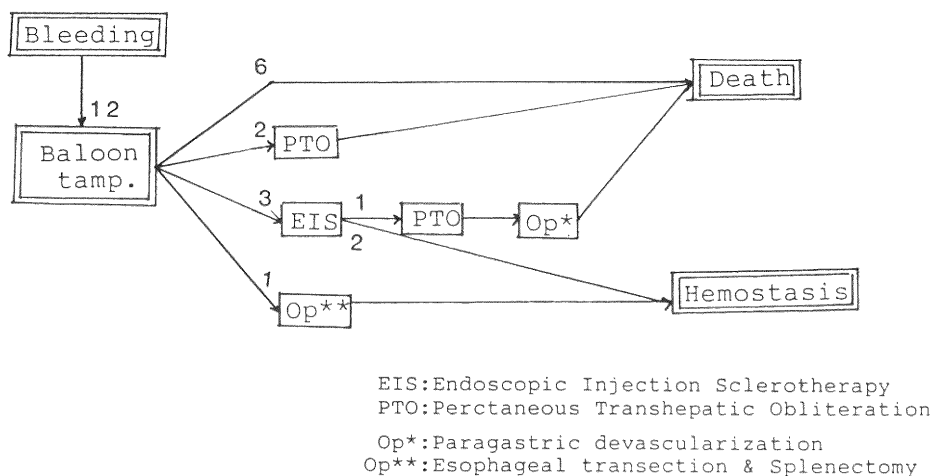 Bleeding
12
Baloon
tamp.
6
Death
2
PTO
3
EIS
1
PTO
Op*
2
1
Op**
Hemostasis
EIS:Endoscopic Injection Sclerotherapy
PTO:Perctaneous Transhepatic Obliteration
Op*:Paragastric devascularization
Op**:Esophageal transection & Splenectomy